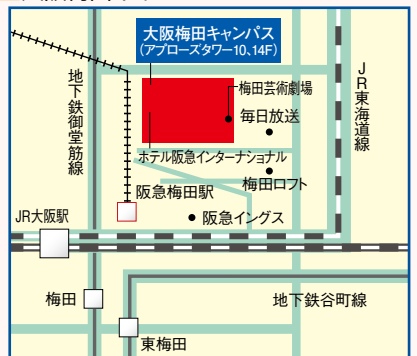 大阪梅田キャンパス
(アプローズタワー10、14F)
地下鉄御堂筋線
JR東海道線
梅田芸術劇場
毎日放送
ホテル阪急インターナショナル
阪急梅田駅
梅田ロフト
JR大阪駅
阪急イングス
梅田
地下鉄谷町線
東梅田